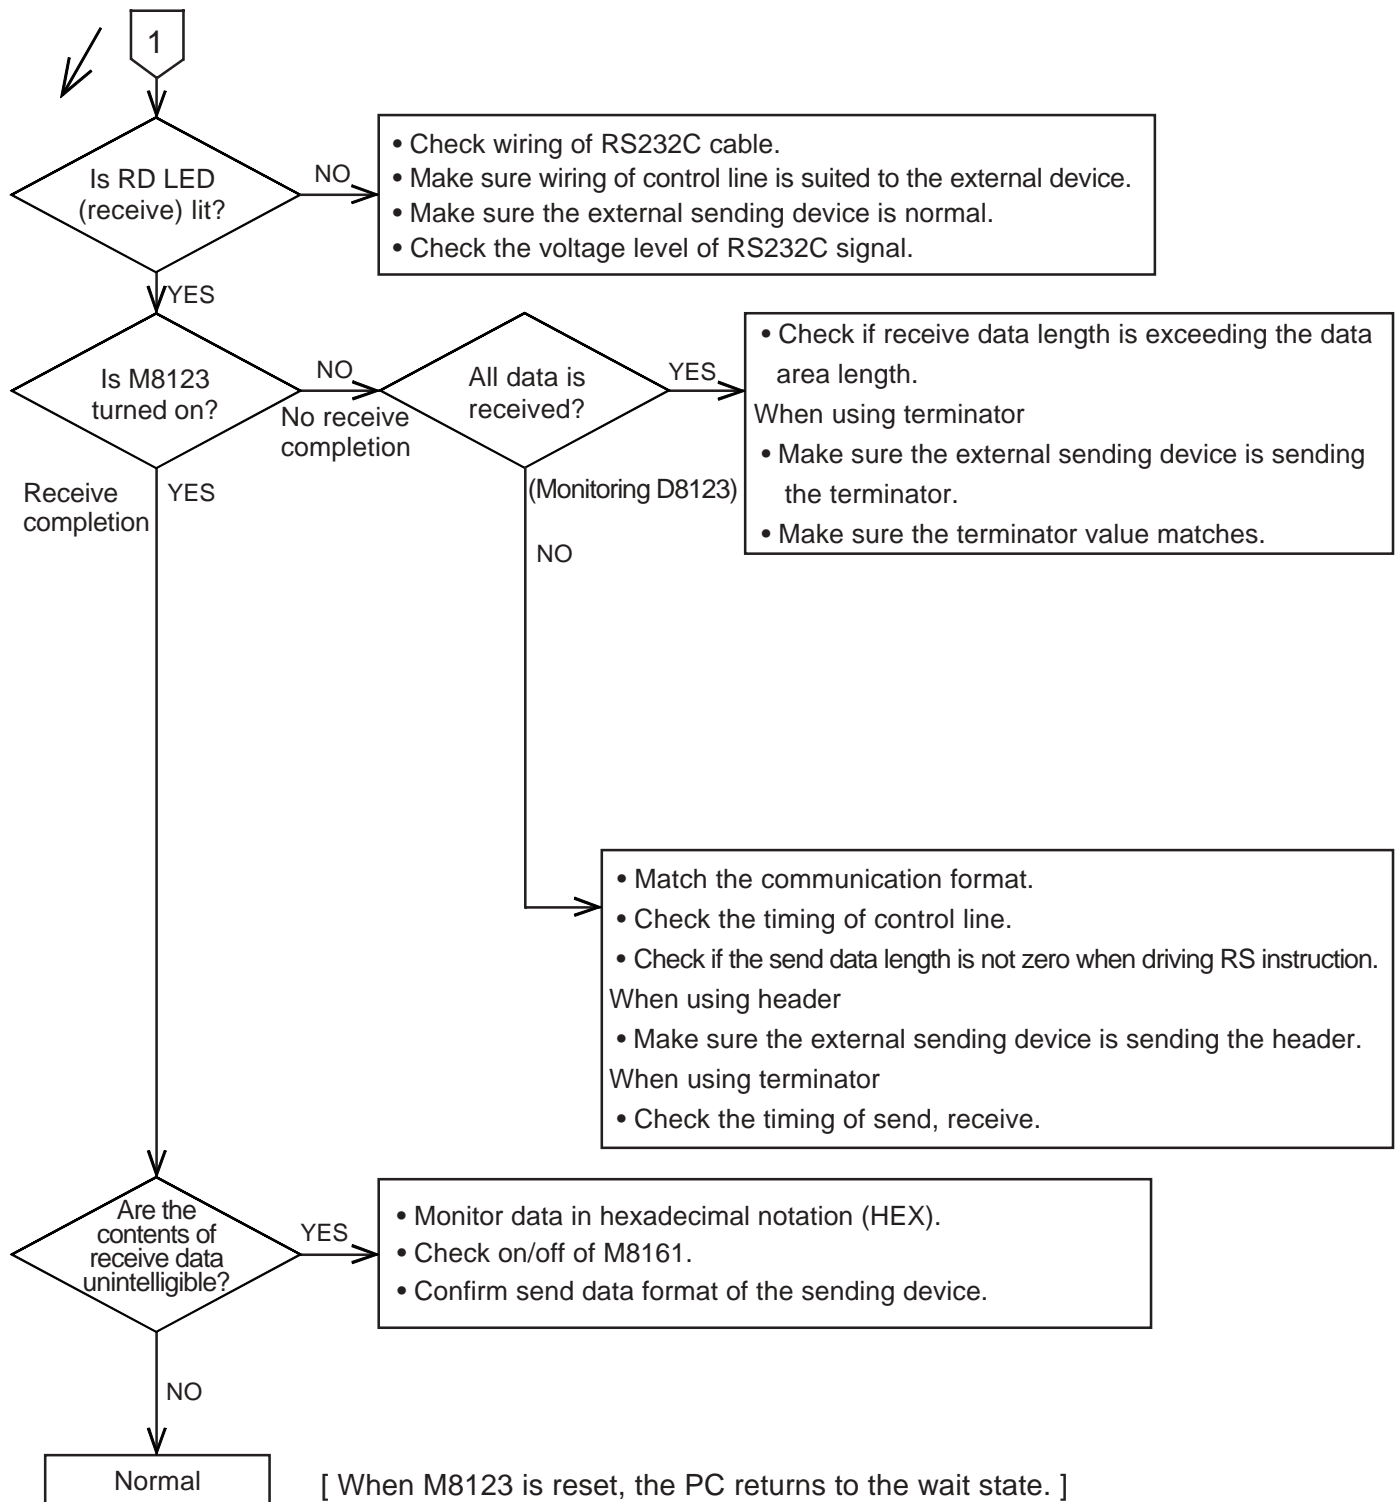 1
Is RD LED
(receive) lit?
NO
• Check wiring of RS232C cable.
• Make sure wiring of control line is suited to the external device.
• Make sure the external sending device is normal.
• Check the voltage level of RS232C signal.
YES
Is M8123
turned on?
NO
No receive
completion
All data is
received?
YES
• Check if receive data length is exceeding the data
area length.
When using terminator
• Make sure the external sending device is sending
the terminator.
• Make sure the terminator value matches.
Receive
completion
YES
(Monitoring D8123)
NO
• Match the communication format.
• Check the timing of control line.
• Check if the send data length is not zero when driving RS instruction.
When using header
• Make sure the external sending device is sending the header.
When using terminator
• Check the timing of send, receive.
Are the
contents of
receive data
unintelligible?
YES
• Monitor data in hexadecimal notation (HEX).
• Check on/off of M8161.
• Confirm send data format of the sending device.
NO
Normal
[ When M8123 is reset, the PC returns to the wait state. ]